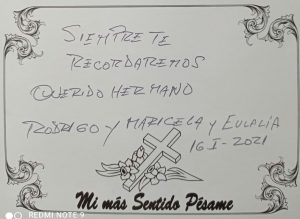 SIEMPRE TE
RECORDAREMOS
QUERIDO HERMANO
RODRIGO Y MARICELA y EULALIA
16-I-2021
Mi más Sentido Pésame
REDMI NOTE 9